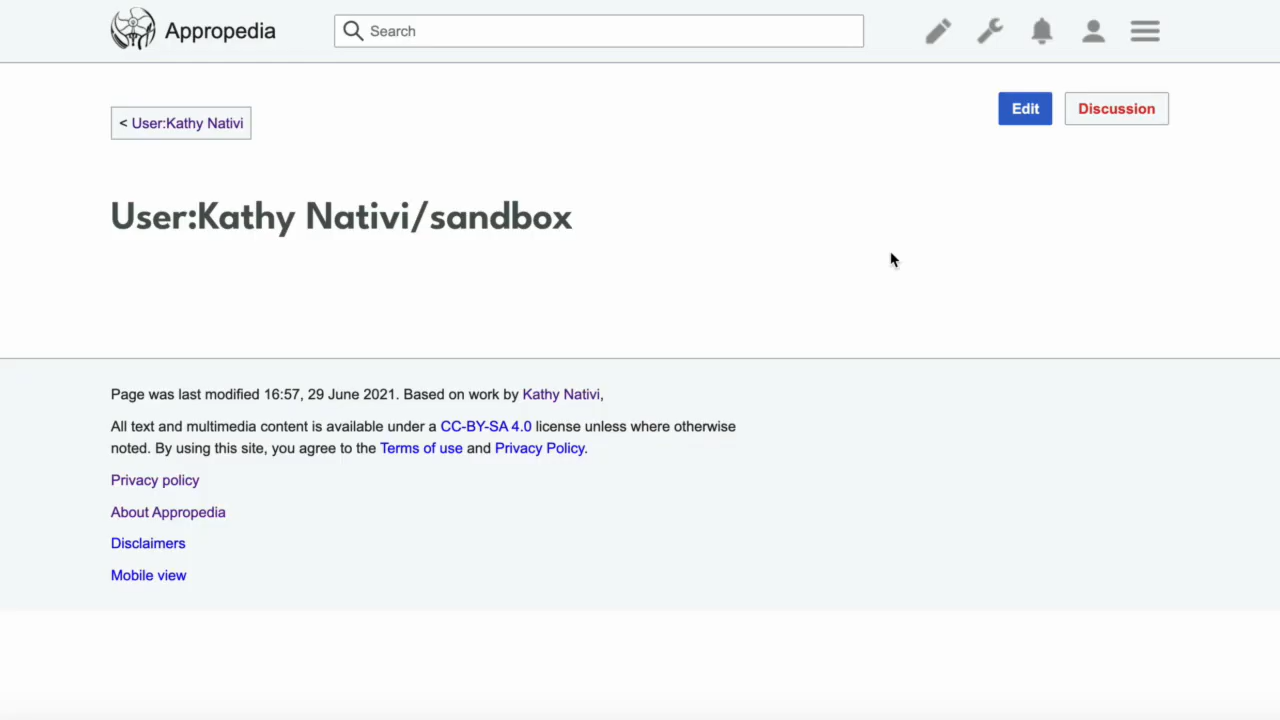 Appropedia
Search
< User:Kathy Nativi
Edit
Discussion
User:Kathy Nativi/sandbox
Page was last modified 16:57, 29 June 2021. Based on work by Kathy Nativi,
All text and multimedia content is available under a CC-BY-SA 4.0 license unless where otherwise
noted. By using this site, you agree to the Terms of use and Privacy Policy.
Privacy policy
About Appropedia
Disclaimers
Mobile view